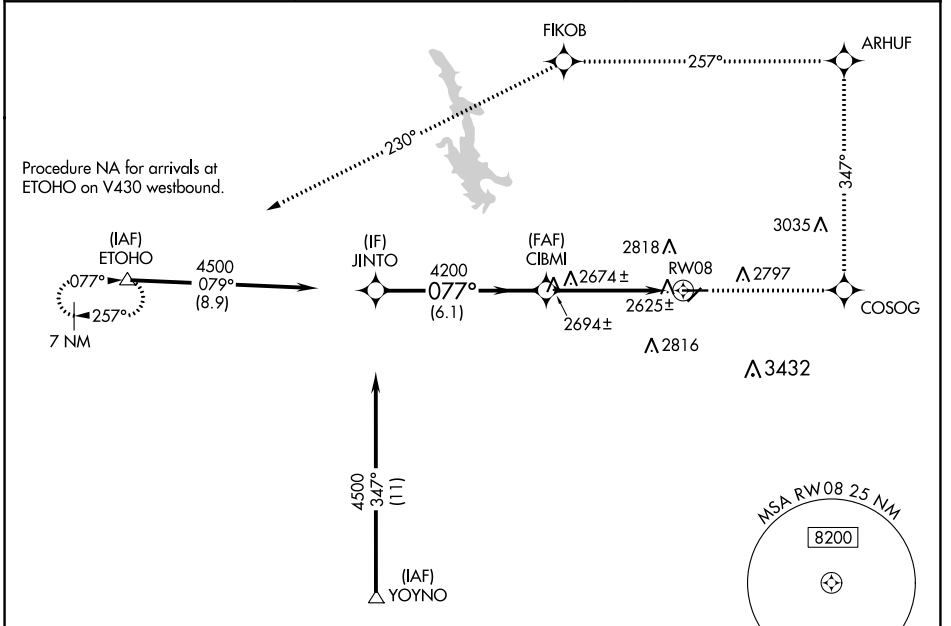 FIKOB
ARHUF
257°
230°
347°
Procedure NA for arrivals at
ETOHO on V430 westbound.
3035
(IAF)
ETOHO
(IF)
JINTO
(FAF)
CIBMI
2818
RW08
077°
4500
079°
(8.9)
4200
077°
(6.1)
2674±
2797
257°
2625±
COSOG
7 NM
2694±
2816
3432
4500
347°
(11)
(IAF)
YOYNO
MSA RW08 25 NM
8200